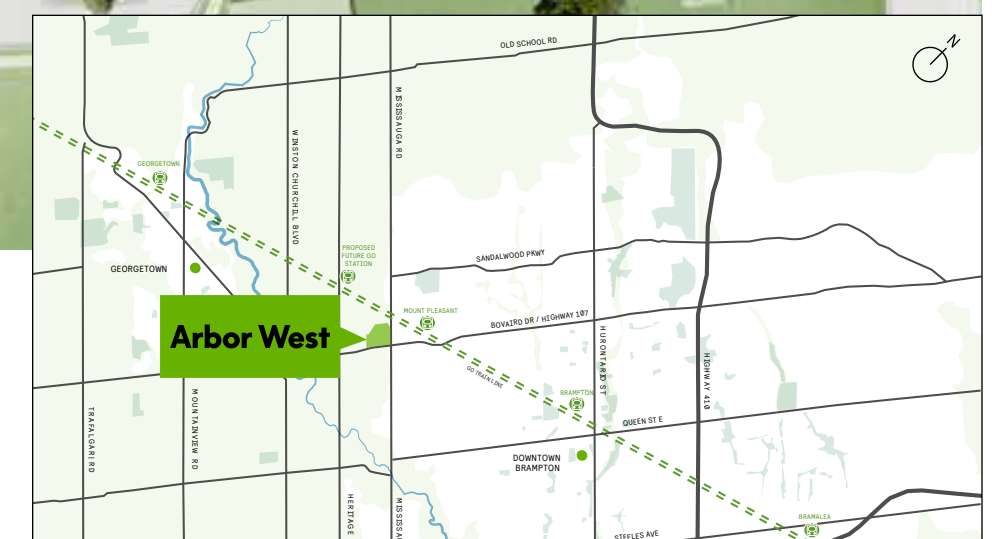 N
OLD SCHOOL RD
MISSISSAUGA RD
WINSTON CHURCHILL BLVD
GEORGETOWN
PROPOSED
FUTURE GO
STATION
SANDALWOOD PKWY
GEORGETOWN
MOUNT PLEASANT
BOVAIRD DR / HIGHWAY 107
Arbor West
HURONTARIO ST
HIGHWAY 410
GO TRAIN LINE
BRAMPTON
TRAFALGAR RD
MOUNTAINVIEW RD
QUEEN ST E
DOWNTOWN
BRAMPTON
HERITAGE
MISSISSAU
BRAMALEA
STEELES AVE